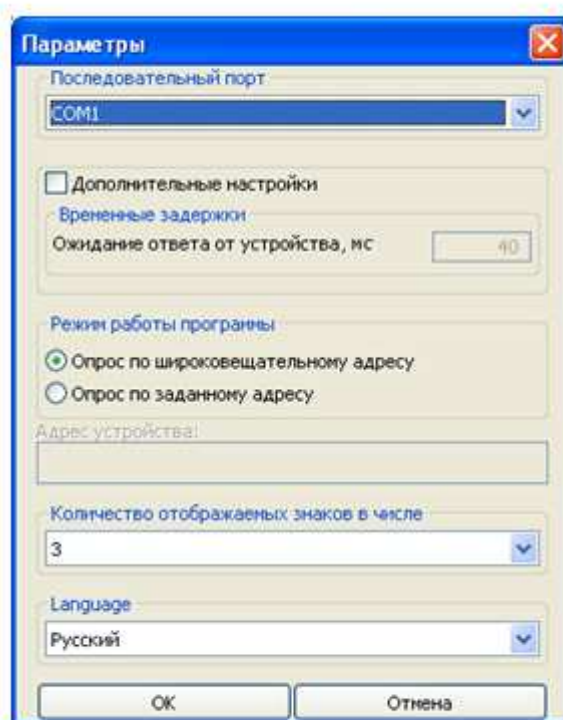 Параметры
Последовательный порт
COM1
Дополнительные настройки
Временные задержки
Ожидание ответа от устройства, мс
40
Режим работы программы
Опрос по широковещательному адресу
Опрос по заданному адресу
Адрес устройства:
Количество отображаемых знаков в числе
3
Language
Русский
OK
Отмена